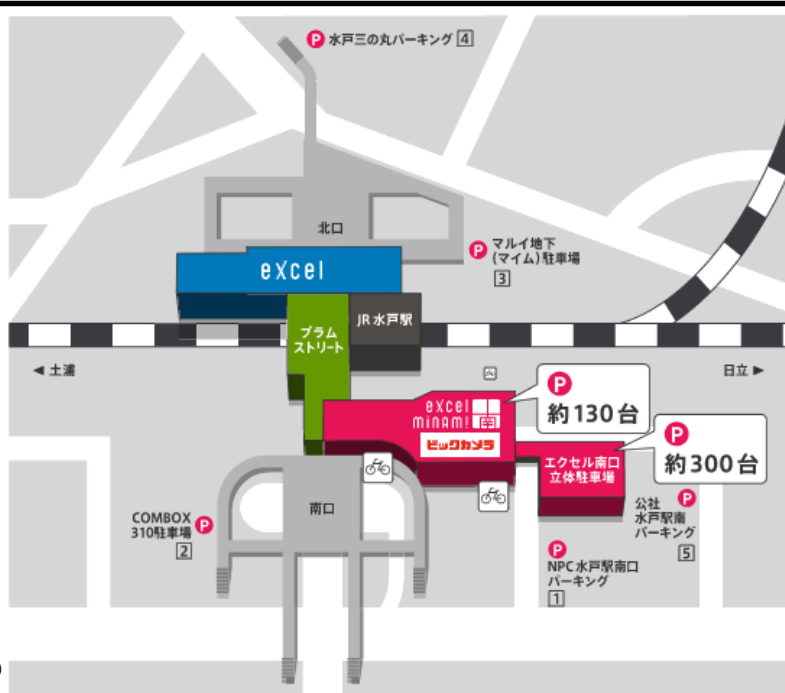 P 水戸三の丸パーキング 4
北口
P マルイ地下
(マイム)駐車場
3
excel
プラム
ストリート
JR水戸駅
◀ 土浦
日立 ▶
P
約130台
excel
minami 南
ビックカメラ
P
約300台
エクセル南口
立体駐車場
南口
COMBOX P
310駐車場
2
公社 P
水戸駅南
パーキング
5
P
NPC水戸駅南口
パーキング
1